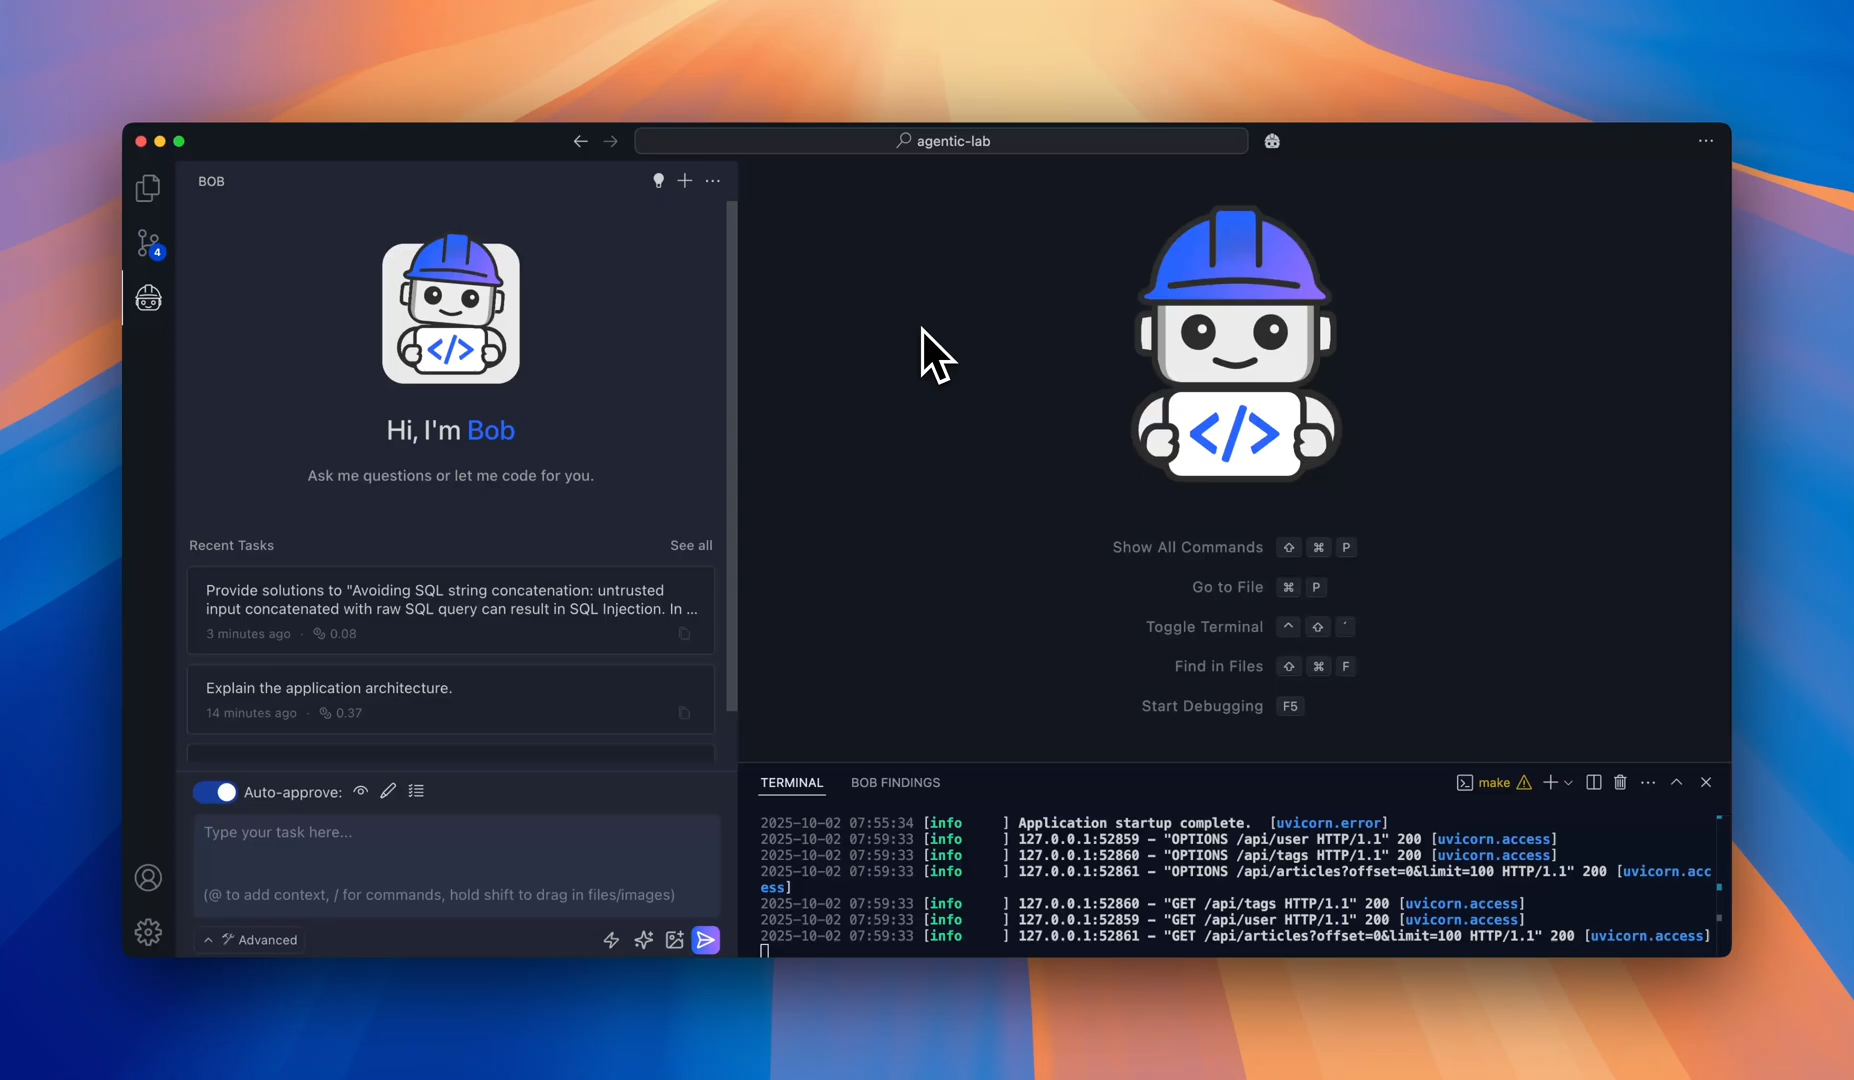 agentic-lab
4
BOB
</>
Hi, I'm Bob
Ask me questions or let me code for you.
Recent Tasks
See all
Provide solutions to "Avoiding SQL string concatenation: untrusted
input concatenated with raw SQL query can result in SQL Injection. In ...
3 minutes ago · 0.08
Explain the application architecture.
14 minutes ago · 0.37
Auto-approve:
Type your task here...
(@ to add context, / for commands, hold shift to drag in files/images)
Advanced
</>
Show All Commands ⇧ ⌘ P
Go to File ⌘ P
Toggle Terminal ^ ⇧ ´
Find in Files ⇧ ⌘ F
Start Debugging F5
TERMINAL
BOB FINDINGS
make
2025-10-02 07:55:34 [info     ] Application startup complete.  [uvicorn.error]
2025-10-02 07:59:33 [info     ] 127.0.0.1:52859 – "OPTIONS /api/user HTTP/1.1" 200 [uvicorn.access]
2025-10-02 07:59:33 [info     ] 127.0.0.1:52860 – "OPTIONS /api/tags HTTP/1.1" 200 [uvicorn.access]
2025-10-02 07:59:33 [info     ] 127.0.0.1:52861 – "OPTIONS /api/articles?offset=0&limit=100 HTTP/1.1" 200 [uvicorn.acc
ess]
2025-10-02 07:59:33 [info     ] 127.0.0.1:52860 – "GET /api/tags HTTP/1.1" 200 [uvicorn.access]
2025-10-02 07:59:33 [info     ] 127.0.0.1:52859 – "GET /api/user HTTP/1.1" 200 [uvicorn.access]
2025-10-02 07:59:33 [info     ] 127.0.0.1:52861 – "GET /api/articles?offset=0&limit=100 HTTP/1.1" 200 [uvicorn.access]